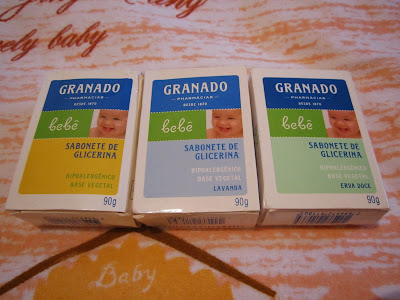 lovely baby
GRANADO
PHARMACIAS
DESDE 1870
bebê
SABONETE DE
GLICERINA
HIPOALERGÊNICO
BASE VEGETAL
90g
GRANADO
PHARMACIAS
DESDE 1870
bebê
SABONETE DE
GLICERINA
HIPOALERGÊNICO
BASE VEGETAL
LAVANDA
90g
GRANADO
PHARMACIAS
DESDE 1870
bebê
SABONETE DE
GLICERINA
HIPOALERGÊNICO
BASE VEGETAL
ERVA DOCE
90g
Baby